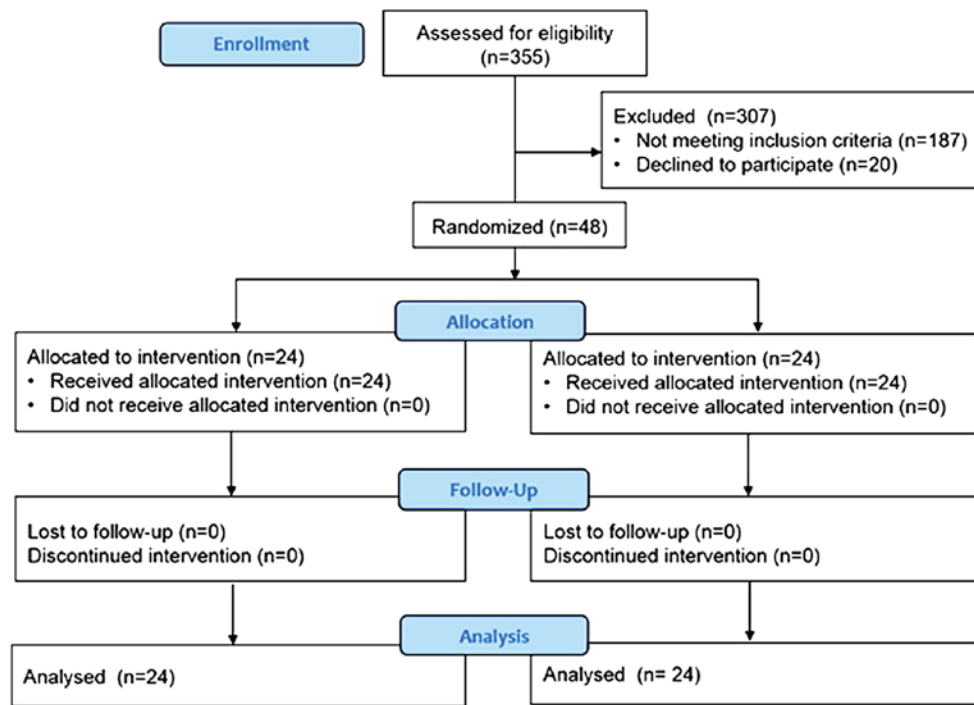 Enrollment
Assessed for eligibility
(n=355)
Excluded (n=307)
• Not meeting inclusion criteria (n=187)
• Declined to participate (n=20)
Randomized (n=48)
Allocation
Allocated to intervention (n=24)
• Received allocated intervention (n=24)
• Did not receive allocated intervention (n=0)
Allocated to intervention (n=24)
• Received allocated intervention (n=24)
• Did not receive allocated intervention (n=0)
Follow-Up
Lost to follow-up (n=0)
Discontinued intervention (n=0)
Lost to follow-up (n=0)
Discontinued intervention (n=0)
Analysis
Analysed (n=24)
Analysed (n= 24)